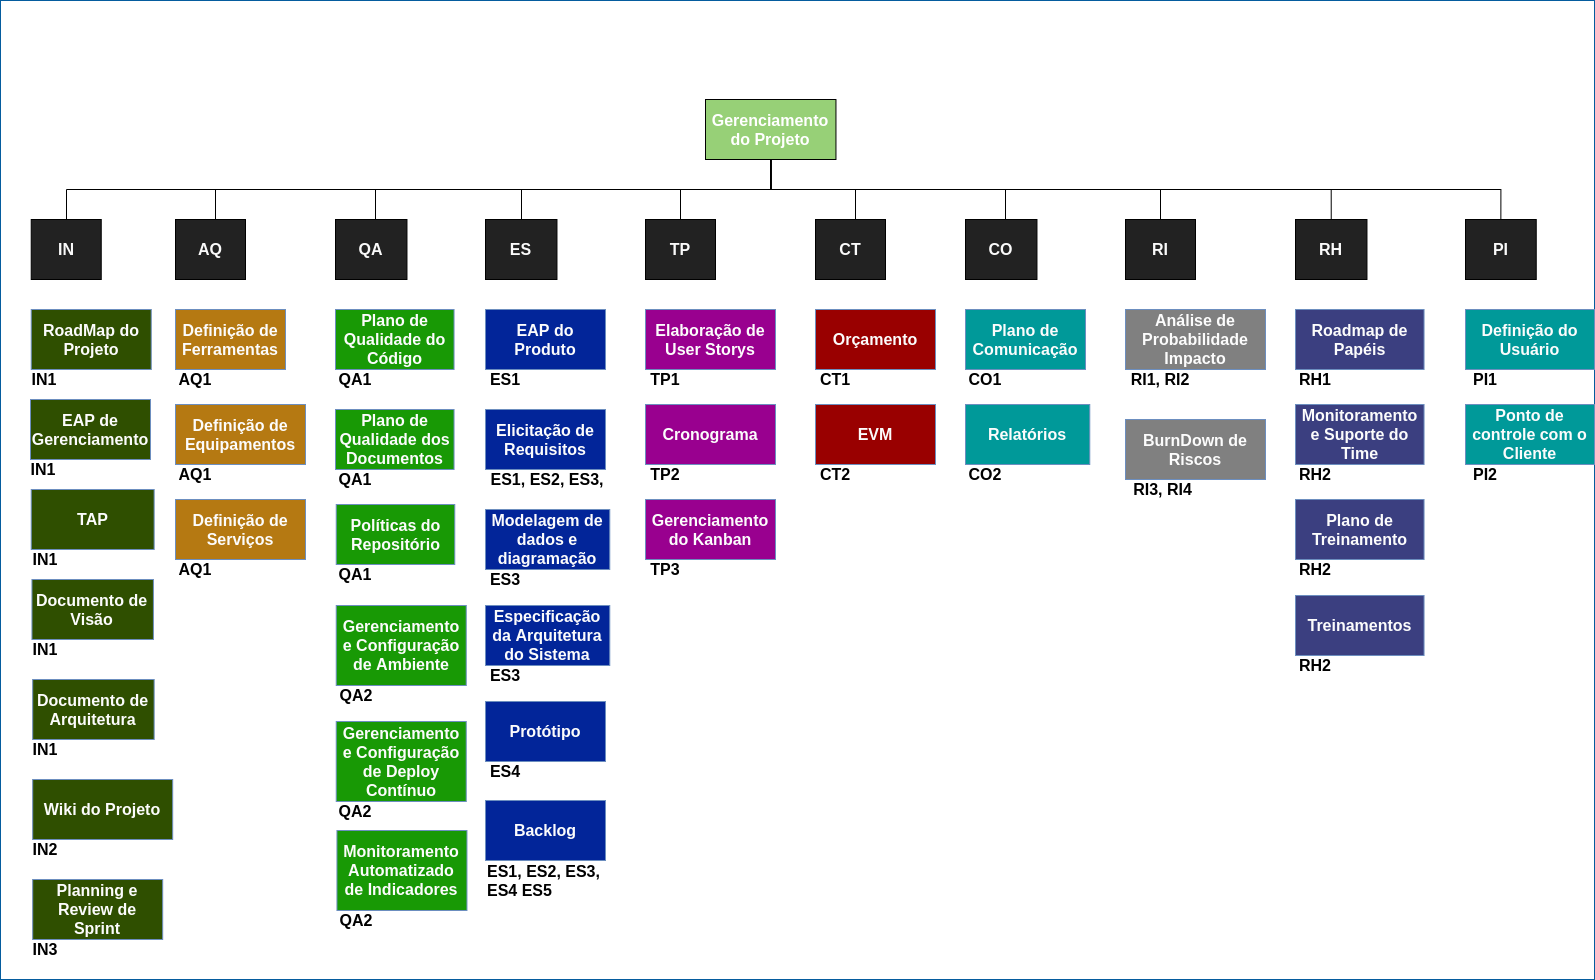 Gerenciamento
do Projeto
IN
AQ
QA
ES
TP
CT
CO
RI
RH
PI
RoadMap do
Projeto
IN1
EAP de
Gerenciamento
IN1
TAP
IN1
Documento de
Visão
IN1
Documento de
Arquitetura
IN1
Wiki do Projeto
IN2
Planning e
Review de
Sprint
IN3
Definição de
Ferramentas
AQ1
Definição de
Equipamentos
AQ1
Definição de
Serviços
AQ1
Plano de
Qualidade do
Código
QA1
Plano de
Qualidade dos
Documentos
QA1
Políticas do
Repositório
QA1
Gerenciamento
e Configuração
de Ambiente
QA2
Gerenciamento
e Configuração
de Deploy
Contínuo
QA2
Monitoramento
Automatizado
de Indicadores
QA2
EAP do
Produto
ES1
Elicitação de
Requisitos
ES1, ES2, ES3,
Modelagem de
dados e
diagramação
ES3
Especificação
da Arquitetura
do Sistema
ES3
Protótipo
ES4
Backlog
ES1, ES2, ES3,
ES4 ES5
Elaboração de
User Storys
TP1
Cronograma
TP2
Gerenciamento
do Kanban
TP3
Orçamento
CT1
EVM
CT2
Plano de
Comunicação
CO1
Relatórios
CO2
Análise de
Probabilidade
Impacto
RI1, RI2
BurnDown de
Riscos
RI3, RI4
Roadmap de
Papéis
RH1
Monitoramento
e Suporte do
Time
RH2
Plano de
Treinamento
RH2
Treinamentos
RH2
Definição do
Usuário
PI1
Ponto de
controle com o
Cliente
PI2